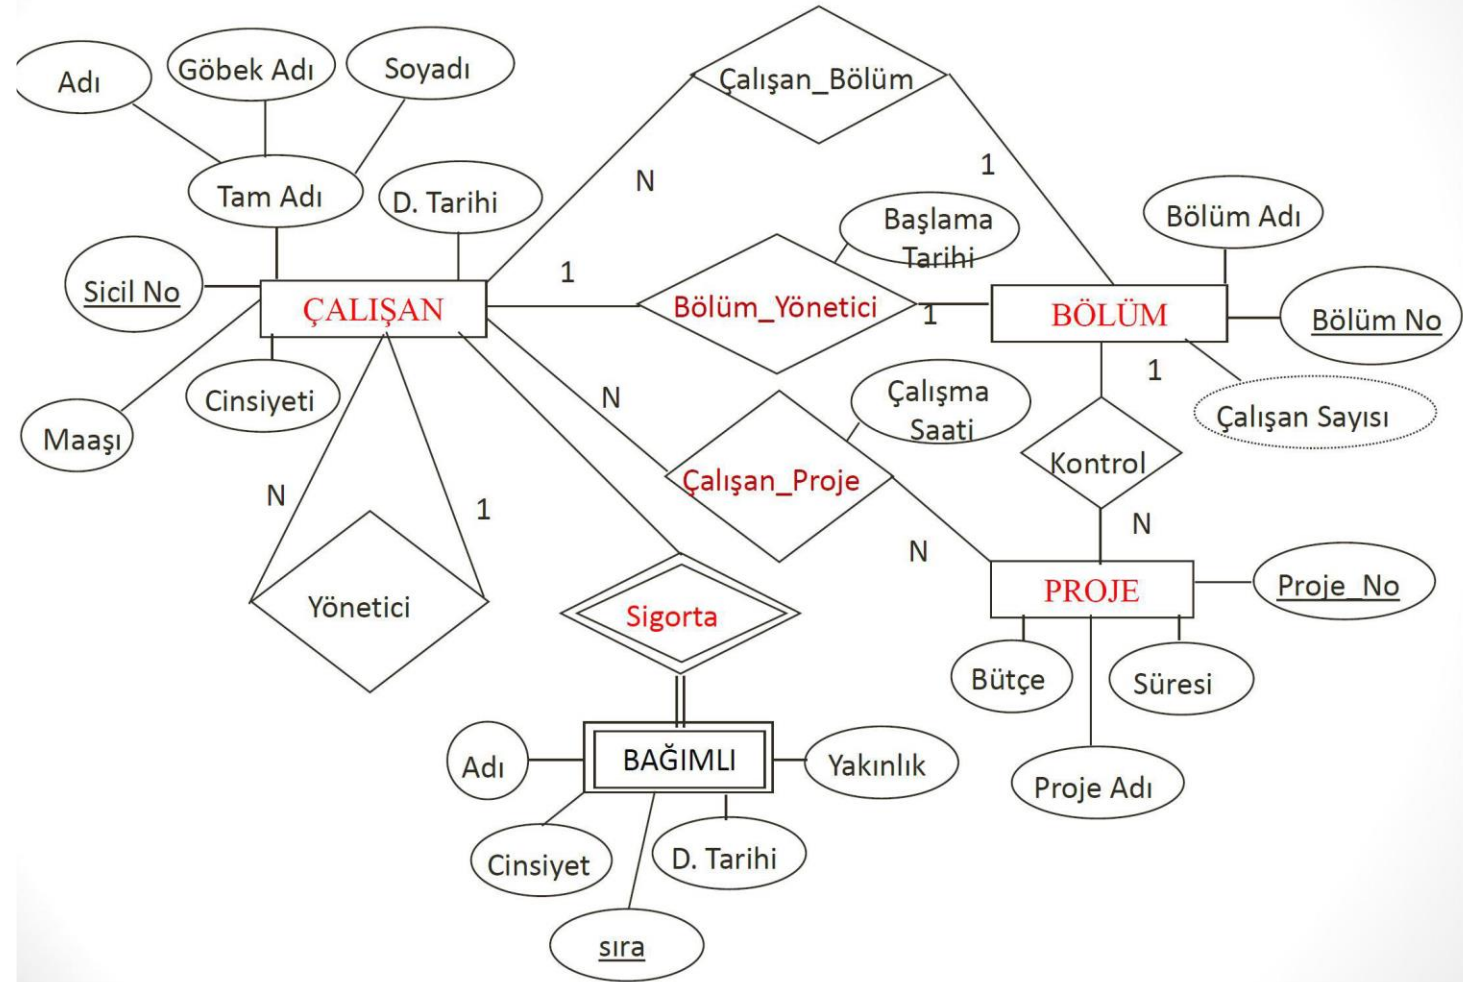 Çalışan_Bölüm
Adı
Göbek Adı
Soyadı
N
1
Tam Adı
D. Tarihi
Başlama
Tarihi
Bölüm Adı
Sicil No
1
ÇALIŞAN
Bölüm_Yönetici
1
BÖLÜM
Bölüm No
Maaşı
Cinsiyeti
N
Çalışma
Saati
1
Çalışan Sayısı
Kontrol
Çalışan_Proje
N
1
N
N
Yönetici
Sigorta
PROJE
Proje_No
Bütçe
Süresi
Adı
BAĞIMLI
Yakınlık
Proje Adı
Cinsiyet
D. Tarihi
sıra